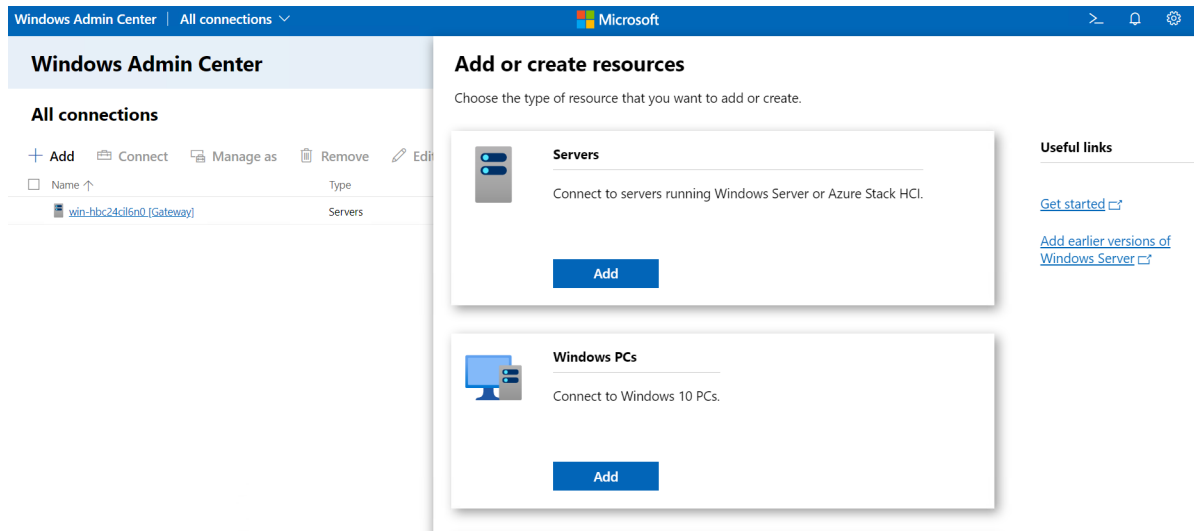 Windows Admin Center | All connections
Microsoft
Windows Admin Center
All connections
Add Connect Manage as Remove Edit
Name Type
win-hbc24cil6n0 [Gateway] Servers
Add or create resources
Choose the type of resource that you want to add or create.
Servers
Connect to servers running Windows Server or Azure Stack HCI.
Add
Windows PCs
Connect to Windows 10 PCs.
Add
Useful links
Get started
Add earlier versions of
Windows Server